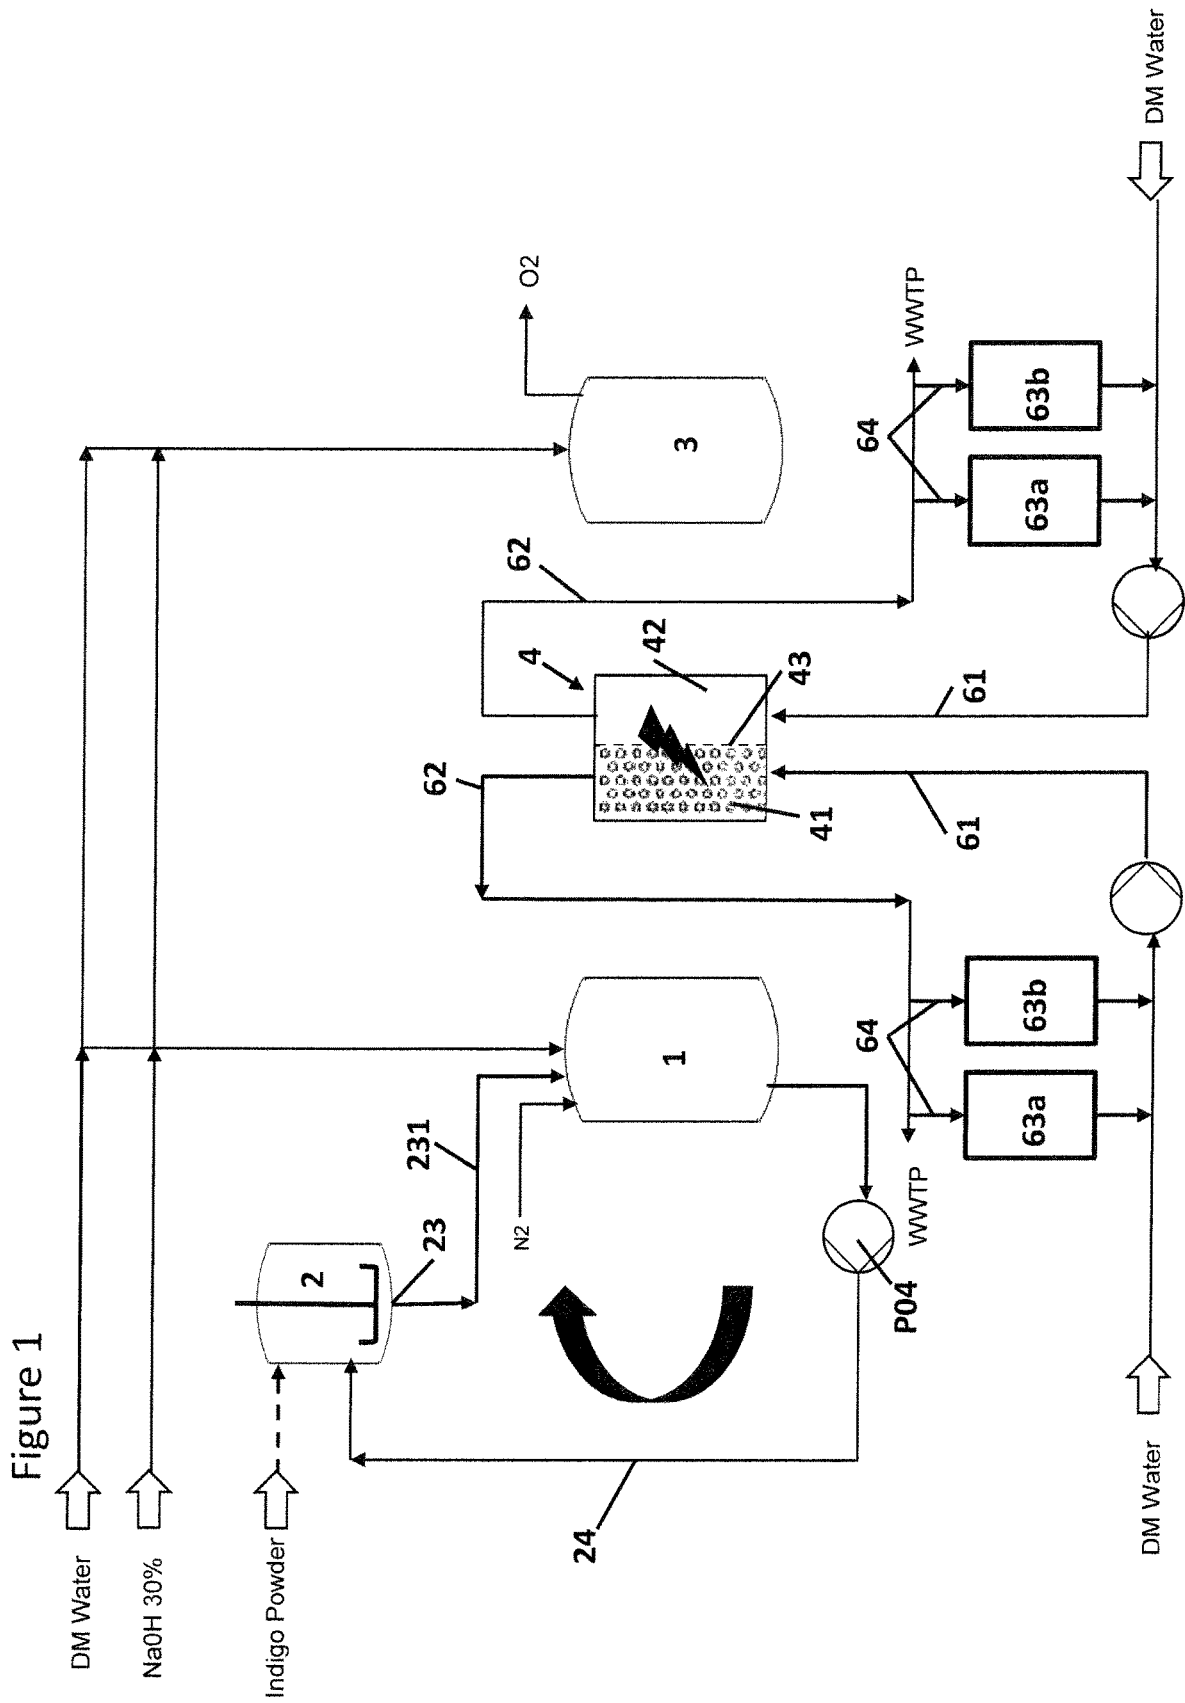 Figure 1
DM Water
Na0H 30%
Indigo Powder
2
23
231
24
N2
1
P04
3
O2
4
41
42
43
62
62
61
61
64
63a
63b
WWTP
64
63a
63b
WWTP
DM Water
DM Water